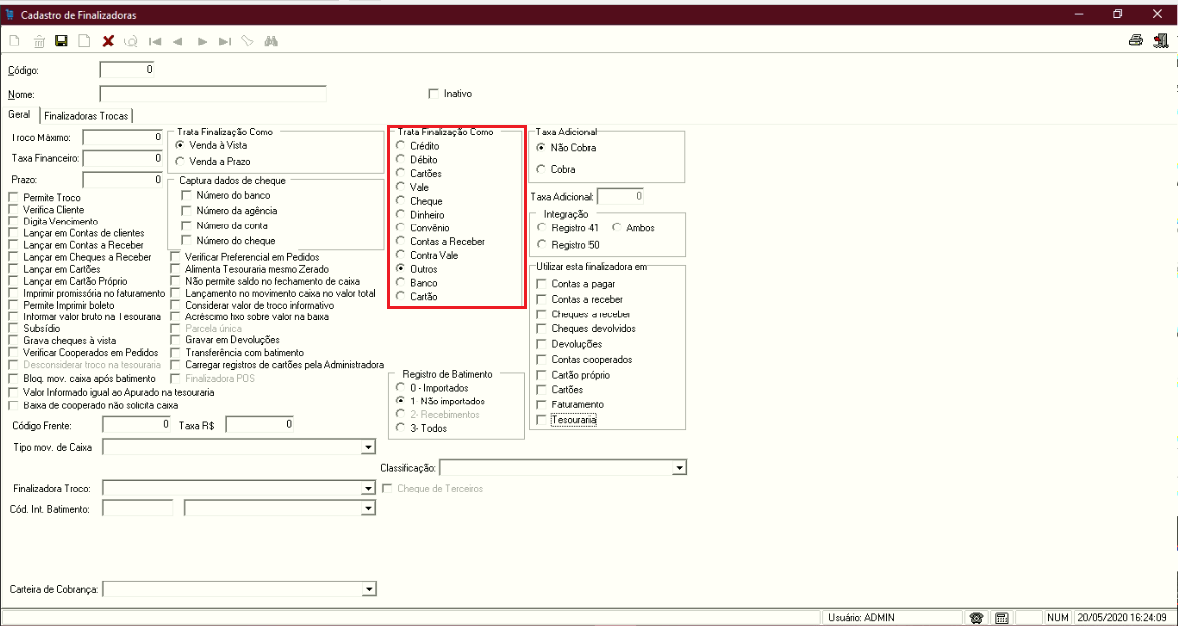 Cadastro de Finalizadoras
Código: 0
Nome:
Inativo
Geral Finalizadoras Trocas
Troco Máximo: 0
Taxa Financeiro: 0
Prazo: 0
Permite Troco
Verifica Cliente
Digita Vencimento
Lançar em Contas de clientes
Lançar em Contas a Receber
Lançar em Cheques a Receber
Lançar em Cartões
Lançar em Cartão Próprio
Imprimir promissória no faturamento
Permite Imprimir boleto
Informar valor bruto na Tesouraria
Subsídio
Grava cheques à vista
Verificar Cooperados em Pedidos
Desconsiderar troco na tesouraria
Bloq. mov. caixa após batimento
Valor Informado igual ao Apurado na tesouraria
Baixa de cooperado não solicita caixa
Trata Finalização Como
Venda à Vista
Venda a Prazo
Captura dados de cheque
Número do banco
Número da agência
Número da conta
Número do cheque
Verificar Preferencial em Pedidos
Alimenta Tesouraria mesmo Zerado
Não permite saldo no fechamento de caixa
Lançamento no movimento caixa no valor total
Considerar valor de troco informativo
Acréscimo fixo sobre valor na baixa
Parcela única
Gravar em Devoluções
Transferência com batimento
Carregar registros de cartões pela Administradora
Finalizadora POS
Trata Finalização Como
Crédito
Débito
Cartões
Vale
Cheque
Dinheiro
Convênio
Contas a Receber
Contra Vale
Outros
Banco
Cartão
Registro de Batimento
0 - Importados
1- Não importados
2- Recebimentos
3- Todos
Taxa Adicional
Não Cobra
Cobra
Taxa Adicional: 0
Integração
Registro 41 Ambos
Registro 50
Utilizar esta finalizadora em
Contas a pagar
Contas a receber
Cheques a receber
Cheques devolvidos
Devoluções
Contas cooperados
Cartão próprio
Cartões
Faturamento
Tesouraria
Código Frente: 0 Taxa R$ 0
Tipo mov. de Caixa
Classificação:
Finalizadora Troco:
Cheque de Terceiros
Cód. Int. Batimento:
Carteira de Cobrança:
Usuário: ADMIN NUM 20/05/2020 16:24:09